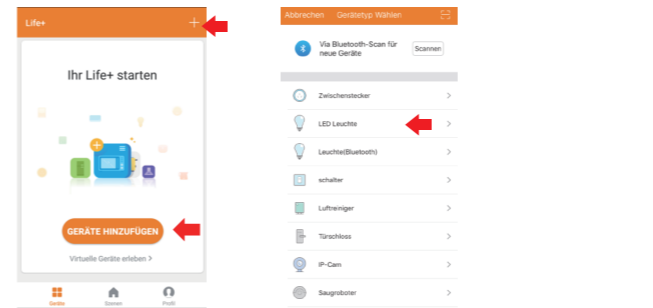 Life+
Ihr Life+ starten
GERÄTE HINZUFÜGEN
Virtuelle Geräte erleben >
Geräte
Szenen
Profil
Abbrechen
Gerätetyp Wählen
Via Bluetooth-Scan für
neue Geräte
Scannen
Zwischenstecker
LED Leuchte
Leuchte(Bluetooth)
schalter
Luftreiniger
Türschloss
IP-Cam
Saugroboter